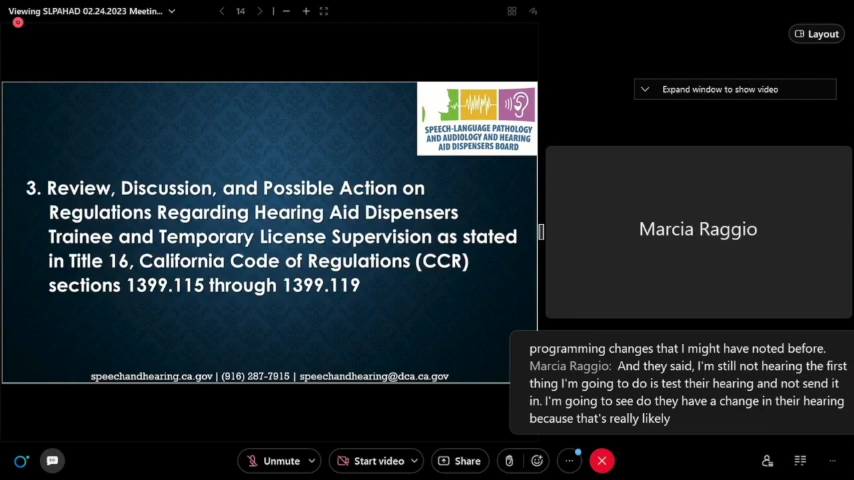 Viewing SLPAHAD 02.24.2023 Meetin...
14
Layout
Expand window to show video
SPEECH-LANGUAGE PATHOLOGY
AND AUDIOLOGY AND HEARING
AID DISPENSERS BOARD
3. Review, Discussion, and Possible Action on
Regulations Regarding Hearing Aid Dispensers
Trainee and Temporary License Supervision as stated
in Title 16, California Code of Regulations (CCR)
sections 1399.115 through 1399.119
speechandhearing.ca.gov | (916) 287-7915 | speechandhearing@dca.ca.gov
Marcia Raggio
programming changes that I might have noted before.
Marcia Raggio: And they said, I'm still not hearing the first
thing I'm going to do is test their hearing and not send it
in. I'm going to see do they have a change in their hearing
because that's really likely
Unmute
Start video
Share